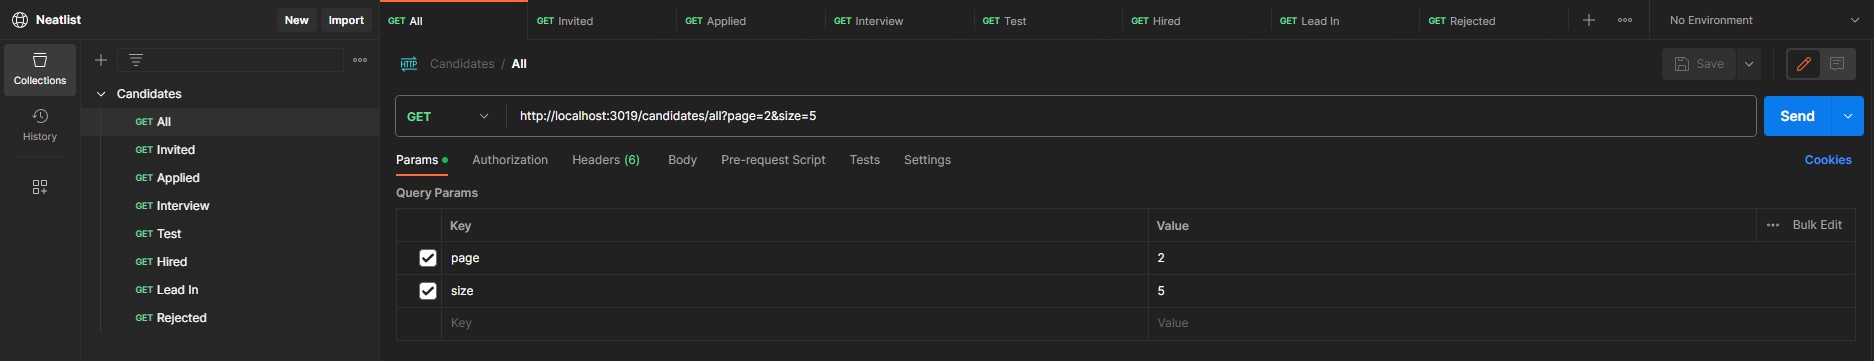 Neatlist
New Import
GET All
GET Invited
GET Applied
GET Interview
GET Test
GET Hired
GET Lead In
GET Rejected
No Environment
Collections
History
Candidates
GET All
GET Invited
GET Applied
GET Interview
GET Test
GET Hired
GET Lead In
GET Rejected
HTTP Candidates / All
Save
GET http://localhost:3019/candidates/all?page=2&size=5
Send
Params Authorization Headers (6) Body Pre-request Script Tests Settings
Cookies
Query Params
Key Value Bulk Edit
page 2
size 5
Key Value